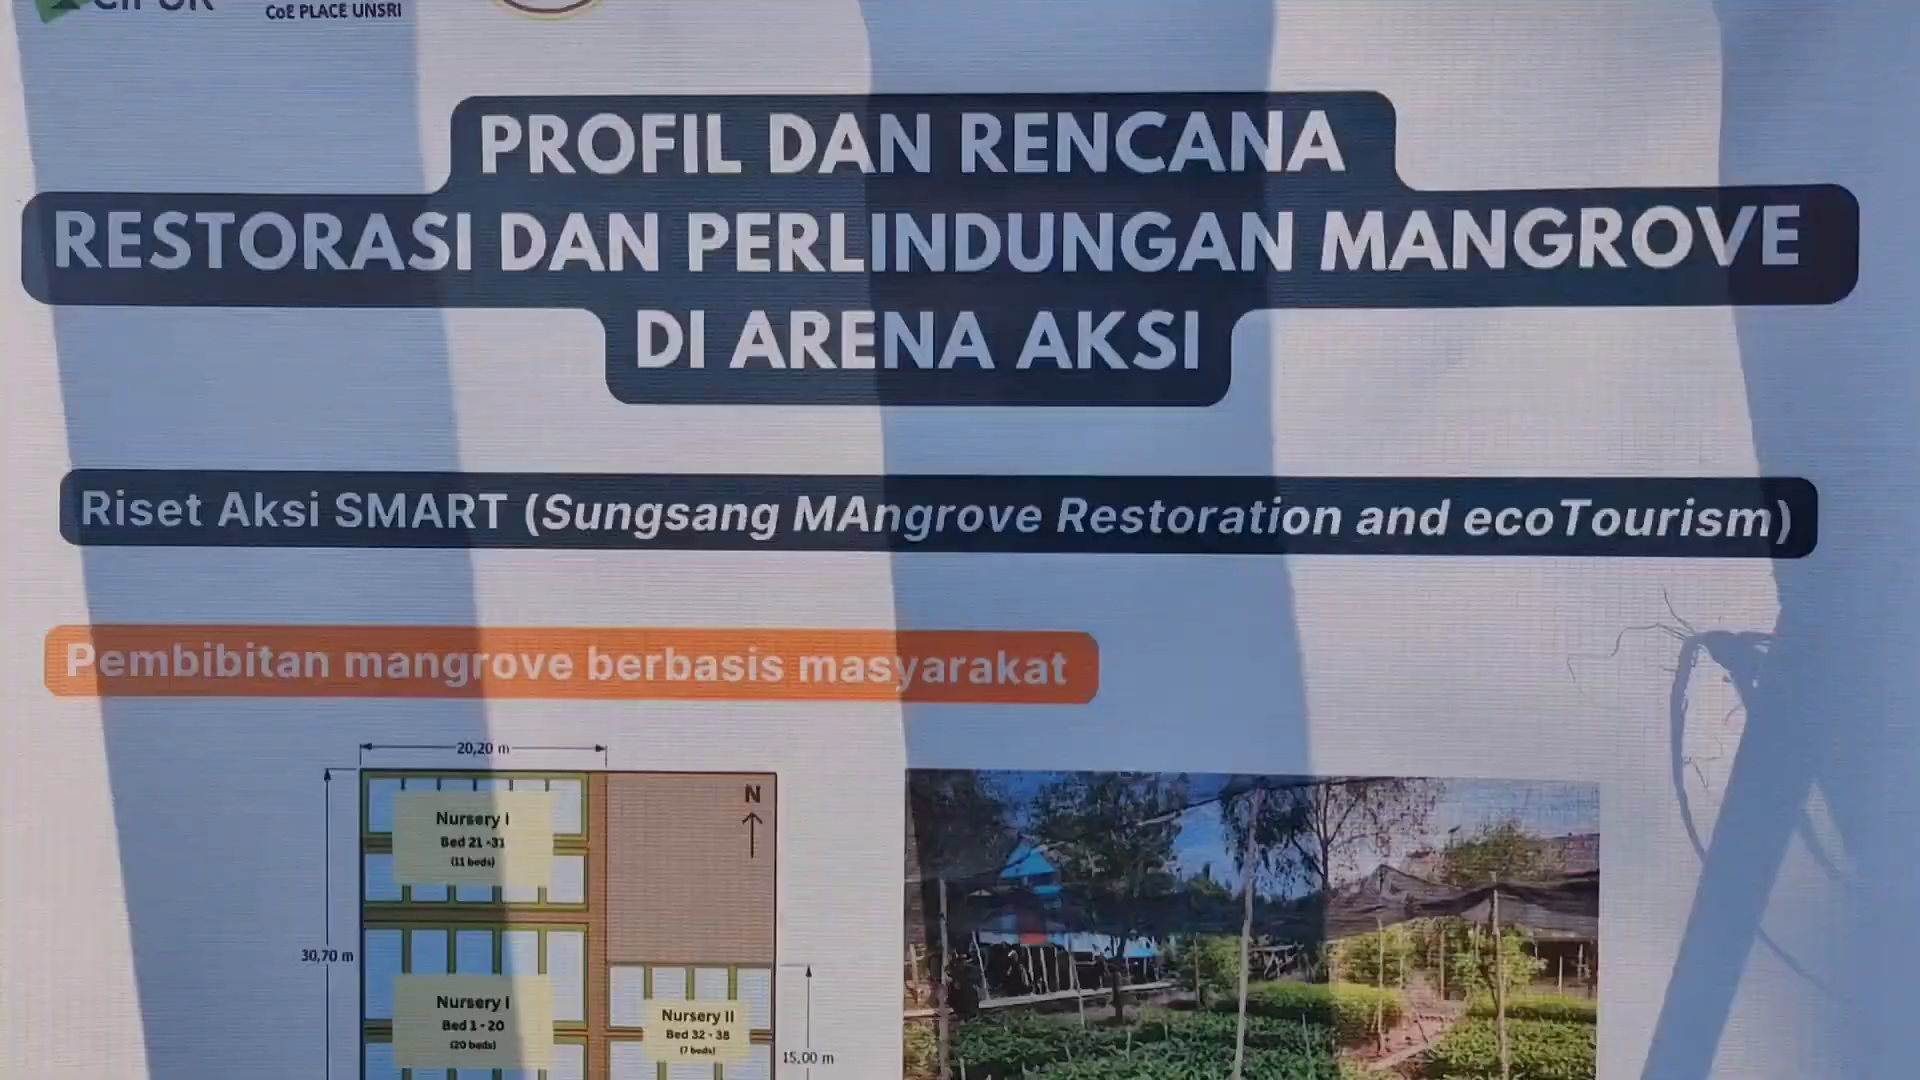 CIFOR
CoE PLACE UNSRI
PROFIL DAN RENCANA
RESTORASI DAN PERLINDUNGAN MANGROVE
DI ARENA AKSI
Riset Aksi SMART (Sungsang MAngrove Restoration and ecoTourism)
Pembibitan mangrove berbasis masyarakat
20,20 m
N
Nursery I
Bed 21 -31
(11 beds)
30,70 m
Nursery I
Bed 1 - 20
(20 beds)
Nursery II
Bed 32 - 38
(7 beds)
15,00 m